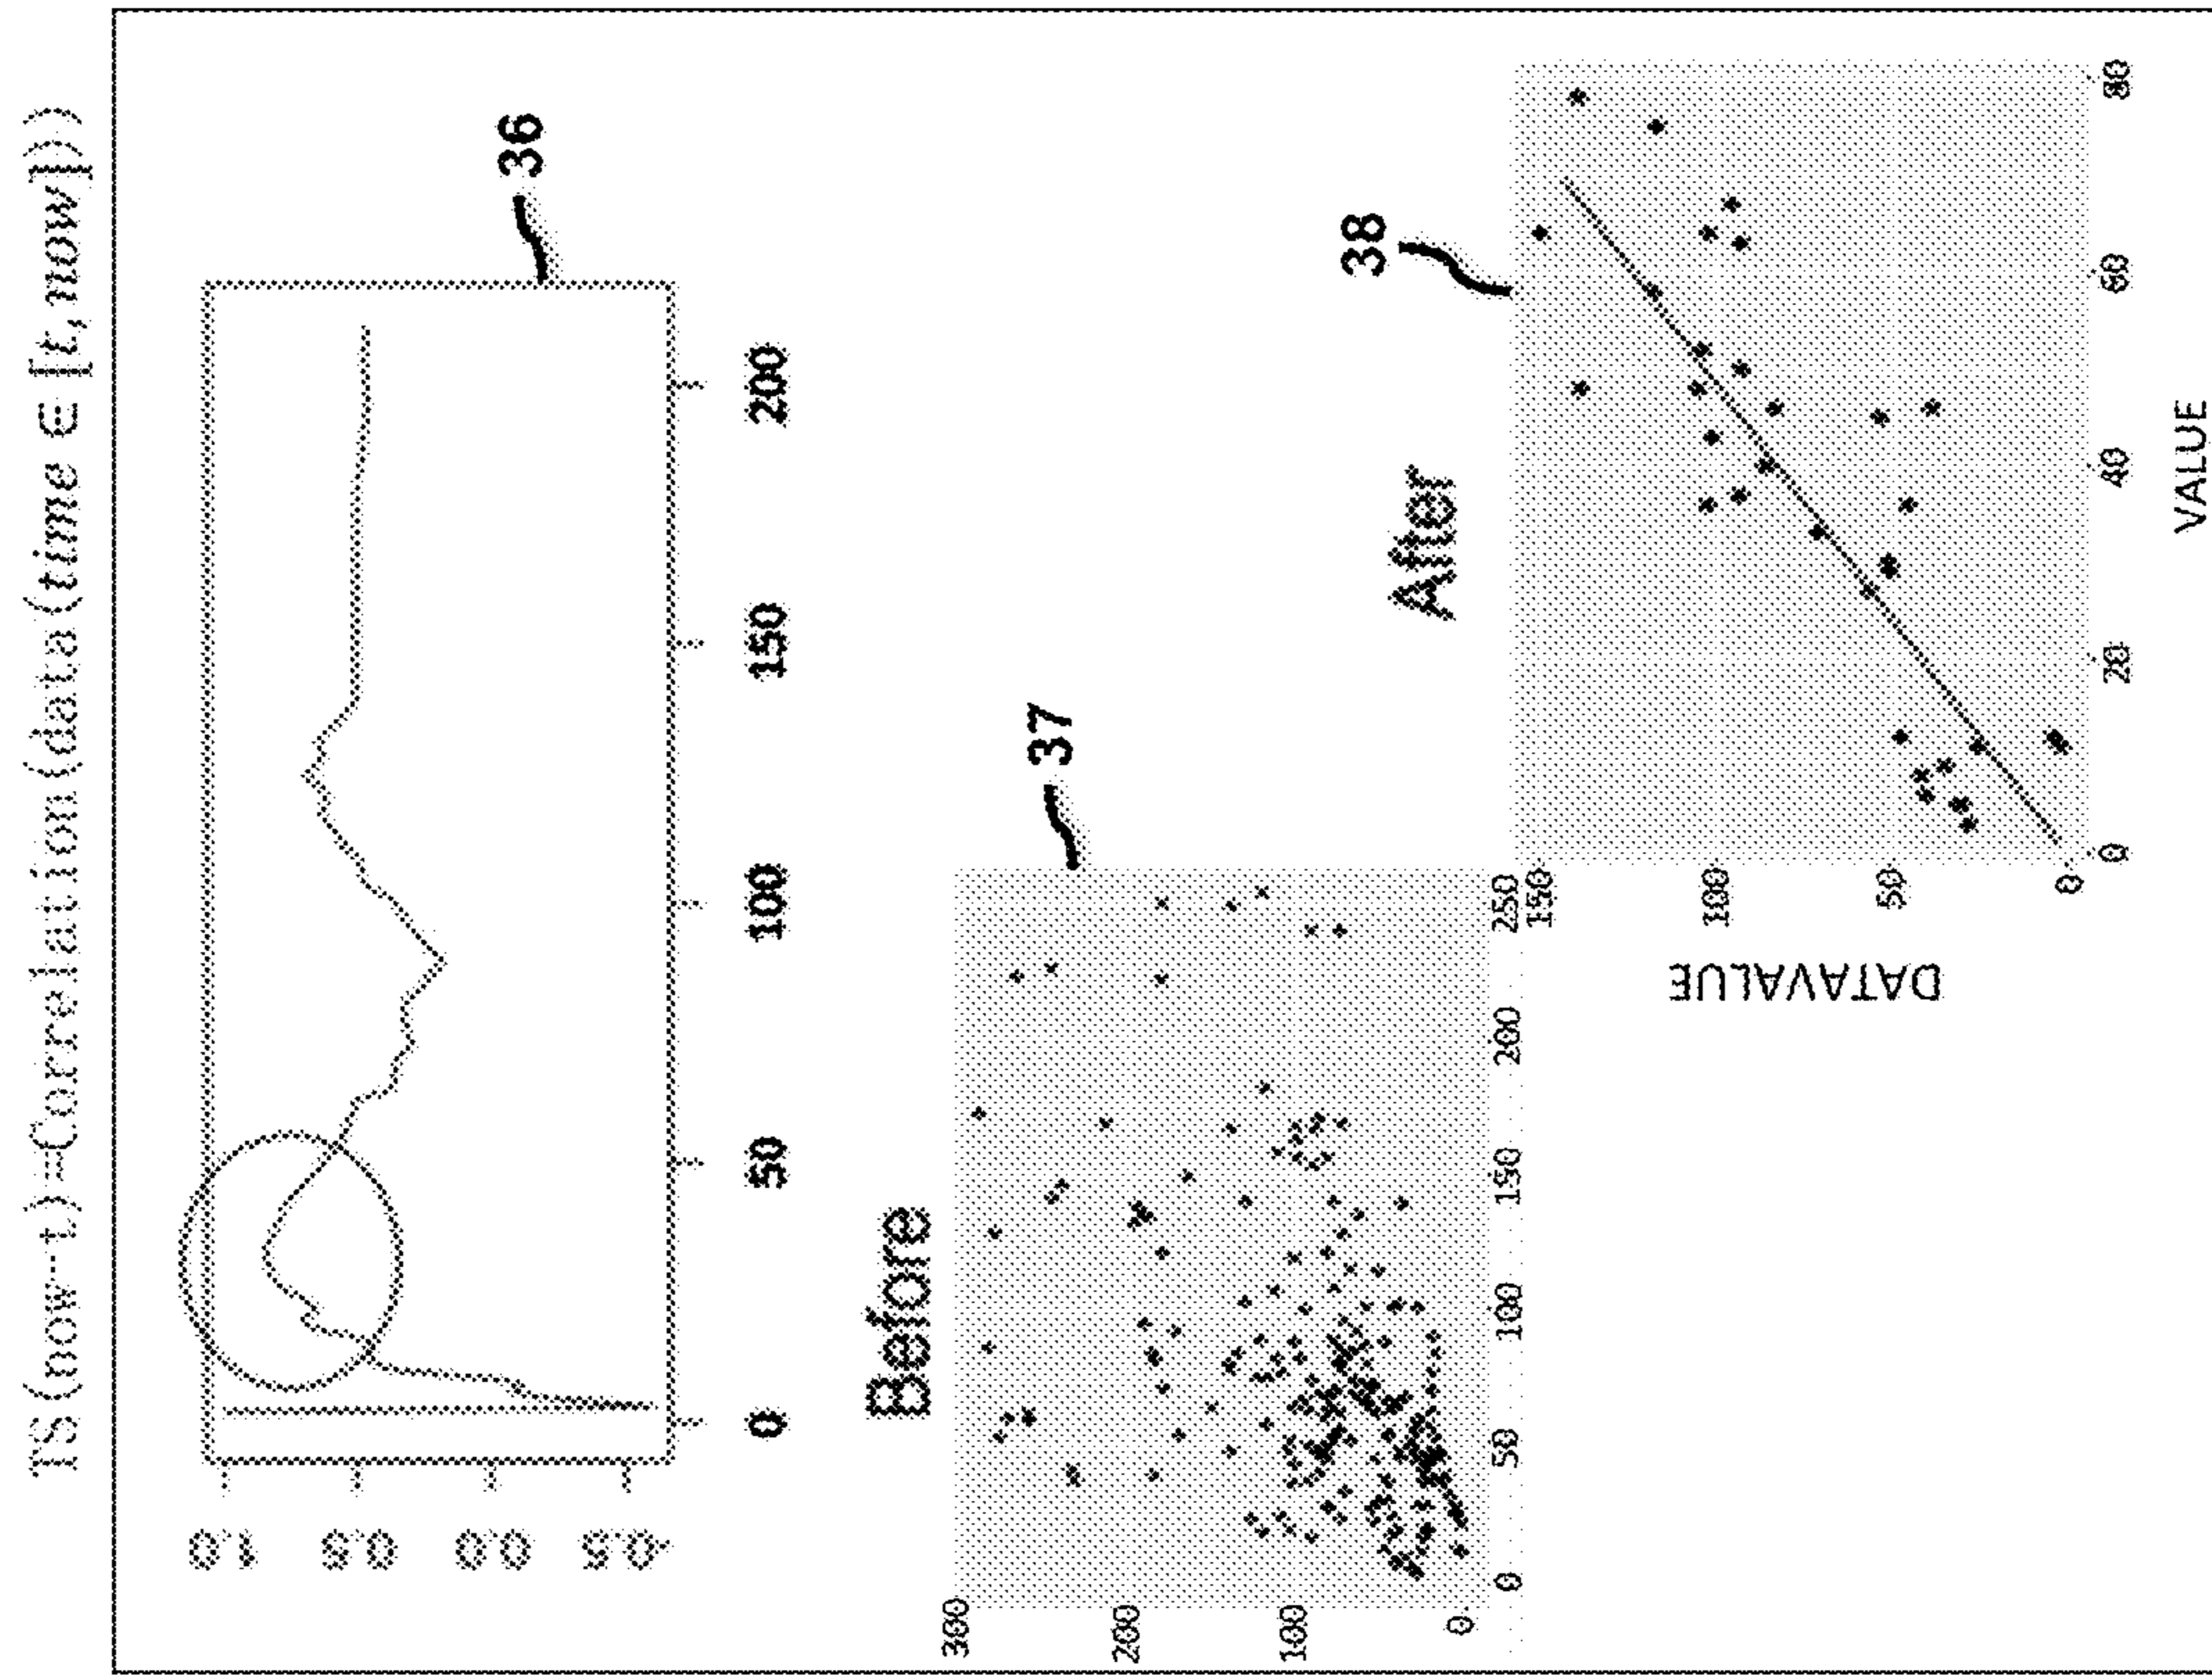 TS(now-t)=Correlation(data(time ∈ [t,now]))
1.0
0.5
0.0
-0.5
0 50 100 150 200
36
Before
37
300
200
100
0
0 50 100 150 200 250
After
38
150
100
50
0
DATAVALUE
0 20 40 60 80
VALUE